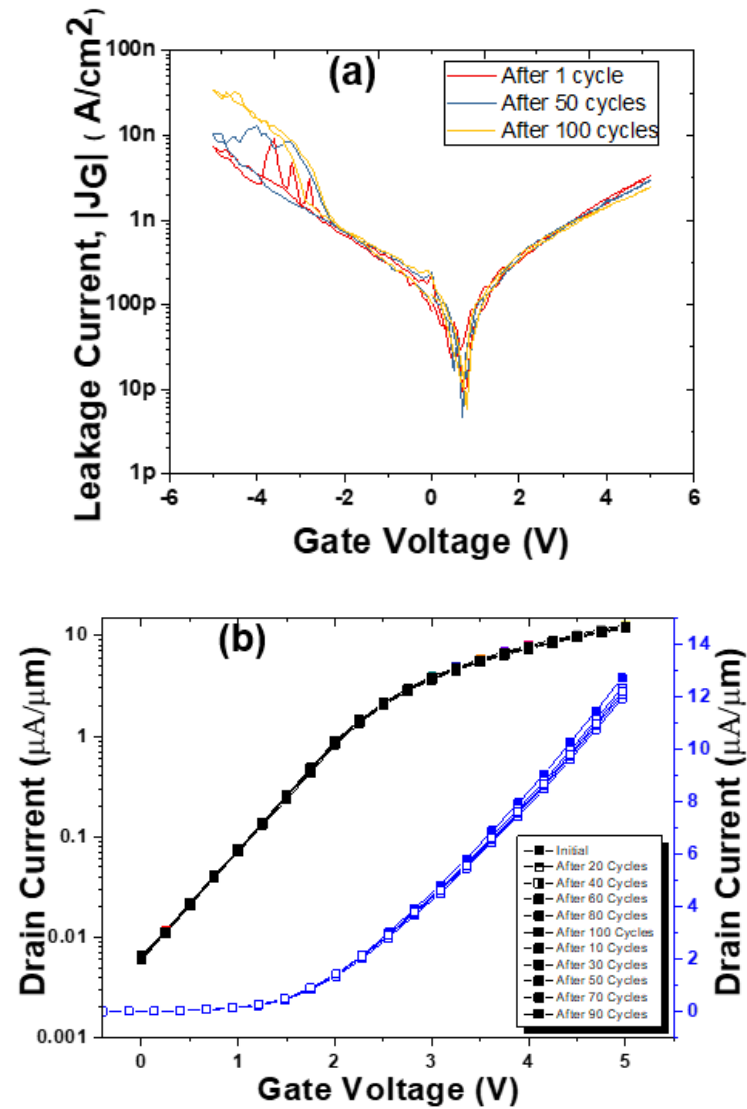 (a)
100n
10n
1n
100p
10p
1p
Leakage Current, |JG| ( A/cm2)
After 1 cycle
After 50 cycles
After 100 cycles
-6 -4 -2 0 2 4 6
Gate Voltage (V)
(b)
10
1
0.1
0.01
0.001
Drain Current (μA/μm)
14
12
10
8
6
4
2
0
Drain Current (μA/μm)
Initial
After 20 Cycles
After 40 Cycles
After 60 Cycles
After 80 Cycles
After 100 Cycles
After 10 Cycles
After 30 Cycles
After 50 Cycles
After 70 Cycles
After 90 Cycles
0 1 2 3 4 5
Gate Voltage (V)